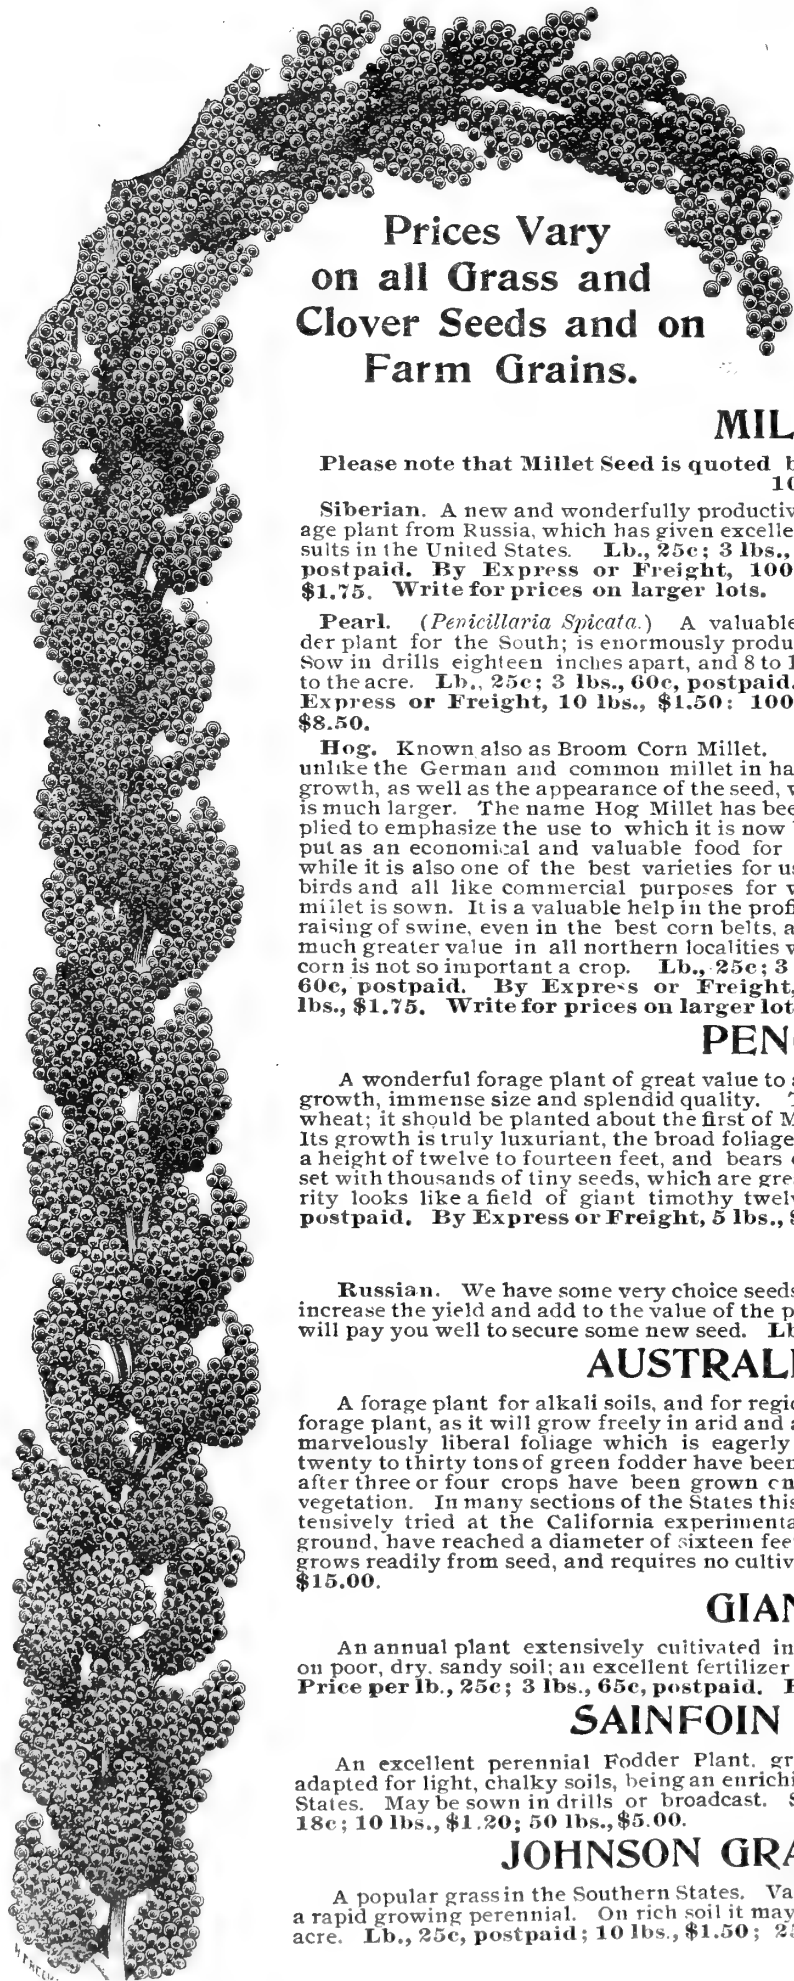 Prices Vary
on all Grass and
Clover Seeds and on
Farm Grains.
MIL
Please note that Millet Seed is quoted b
10
Siberian. A new and wonderfully productiv
age plant from Russia, which has given excelle
sults in the United States. Lb., 25c; 3 lbs.,
postpaid. By Express or Freight, 100
$1.75. Write for prices on larger lots.
Pearl. (Penicillaria Spicata.) A valuable
der plant for the South; is enormously produ
Sow in drills eighteen inches apart, and 8 to 1
to the acre. Lb., 25c; 3 lbs., 60c, postpaid.
Express or Freight, 10 lbs., $1.50: 100
$8.50.
Hog. Known also as Broom Corn Millet.
unlike the German and common millet in ha
growth, as well as the appearance of the seed, w
is much larger. The name Hog Millet has bee
plied to emphasize the use to which it is now
put as an economical and valuable food for
while it is also one of the best varieties for us
birds and all like commercial purposes for w
millet is sown. It is a valuable help in the profi
raising of swine, even in the best corn belts, a
much greater value in all northern localities w
corn is not so important a crop. Lb., 25c; 3
60c, postpaid. By Express or Freight,
lbs., $1.75. Write for prices on larger lot
PEN
A wonderful forage plant of great value to a
growth, immense size and splendid quality.
wheat; it should be planted about the first of M
Its growth is truly luxuriant, the broad foliage
a height of twelve to fourteen feet, and bears
set with thousands of tiny seeds, which are gre
rity looks like a field of giant timothy twel
postpaid. By Express or Freight, 5 lbs., $
Russian. We have some very choice seeds
increase the yield and add to the value of the p
will pay you well to secure some new seed. Lb
AUSTRALI
A forage plant for alkali soils, and for regio
forage plant, as it will grow freely in arid and a
marvelously liberal foliage which is eagerly
twenty to thirty tons of green fodder have been
after three or four crops have been grown on
vegetation. In many sections of the States this
tensively tried at the California experimenta
ground, have reached a diameter of sixteen fee
grows readily from seed, and requires no cultiv
$15.00.
GIAN
An annual plant extensively cultivated in
on poor, dry. sandy soil; an excellent fertilizer
Price per lb., 25c; 3 lbs., 65c, postpaid.
SAINFOIN
An excellent perennial Fodder Plant. gr
adapted for light, chalky soils, being an enrichi
States. May be sown in drills or broadcast. S
18c; 10 lbs., $1.20; 50 lbs., $5.00.
JOHNSON GRA
A popular grass in the Southern States. Va
a rapid growing perennial. On rich soil it may
acre. Lb., 25c, postpaid; 10 lbs., $1.50; 25